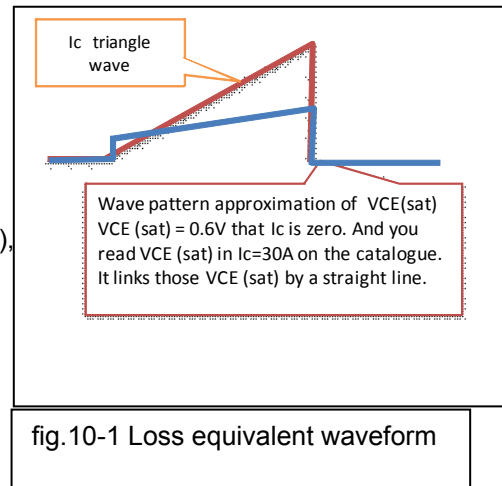 Ic triangle
wave
),
Wave pattern approximation of VCE(sat)
VCE (sat) = 0.6V that Ic is zero. And you
read VCE (sat) in Ic=30A on the catalogue.
It links those VCE (sat) by a straight line.
fig.10-1 Loss equivalent waveform